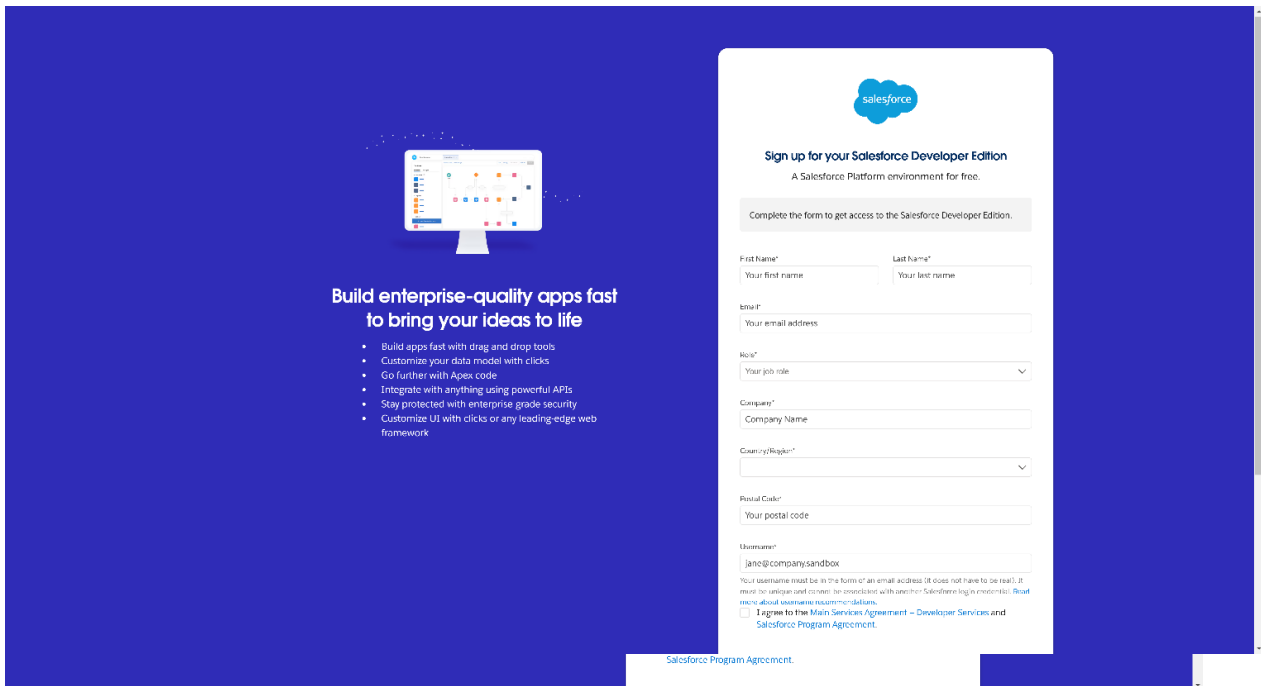 Build enterprise-quality apps fast
to bring your ideas to life
• Build apps fast with drag and drop tools
• Customize your data model with clicks
• Go further with Apex code
• Integrate with anything using powerful APIs
• Stay protected with enterprise grade security
• Customize UI with clicks or any leading-edge web
framework
salesforce
Sign up for your Salesforce Developer Edition
A Salesforce Platform environment for free.
Complete the form to get access to the Salesforce Developer Edition.
First Name* Last Name*
Your first name Your last name
Email*
Your email address
Role*
Your job role
Company*
Company Name
Country/Region*
Postal Code*
Your postal code
Username*
jane@company.sandbox
Your username must be in the form of an email address (it does not have to be real). It
must be unique and cannot be associated with another Salesforce login credential. Read
more about username recommendations.
I agree to the Main Services Agreement – Developer Services and
Salesforce Program Agreement.
Salesforce Program Agreement.